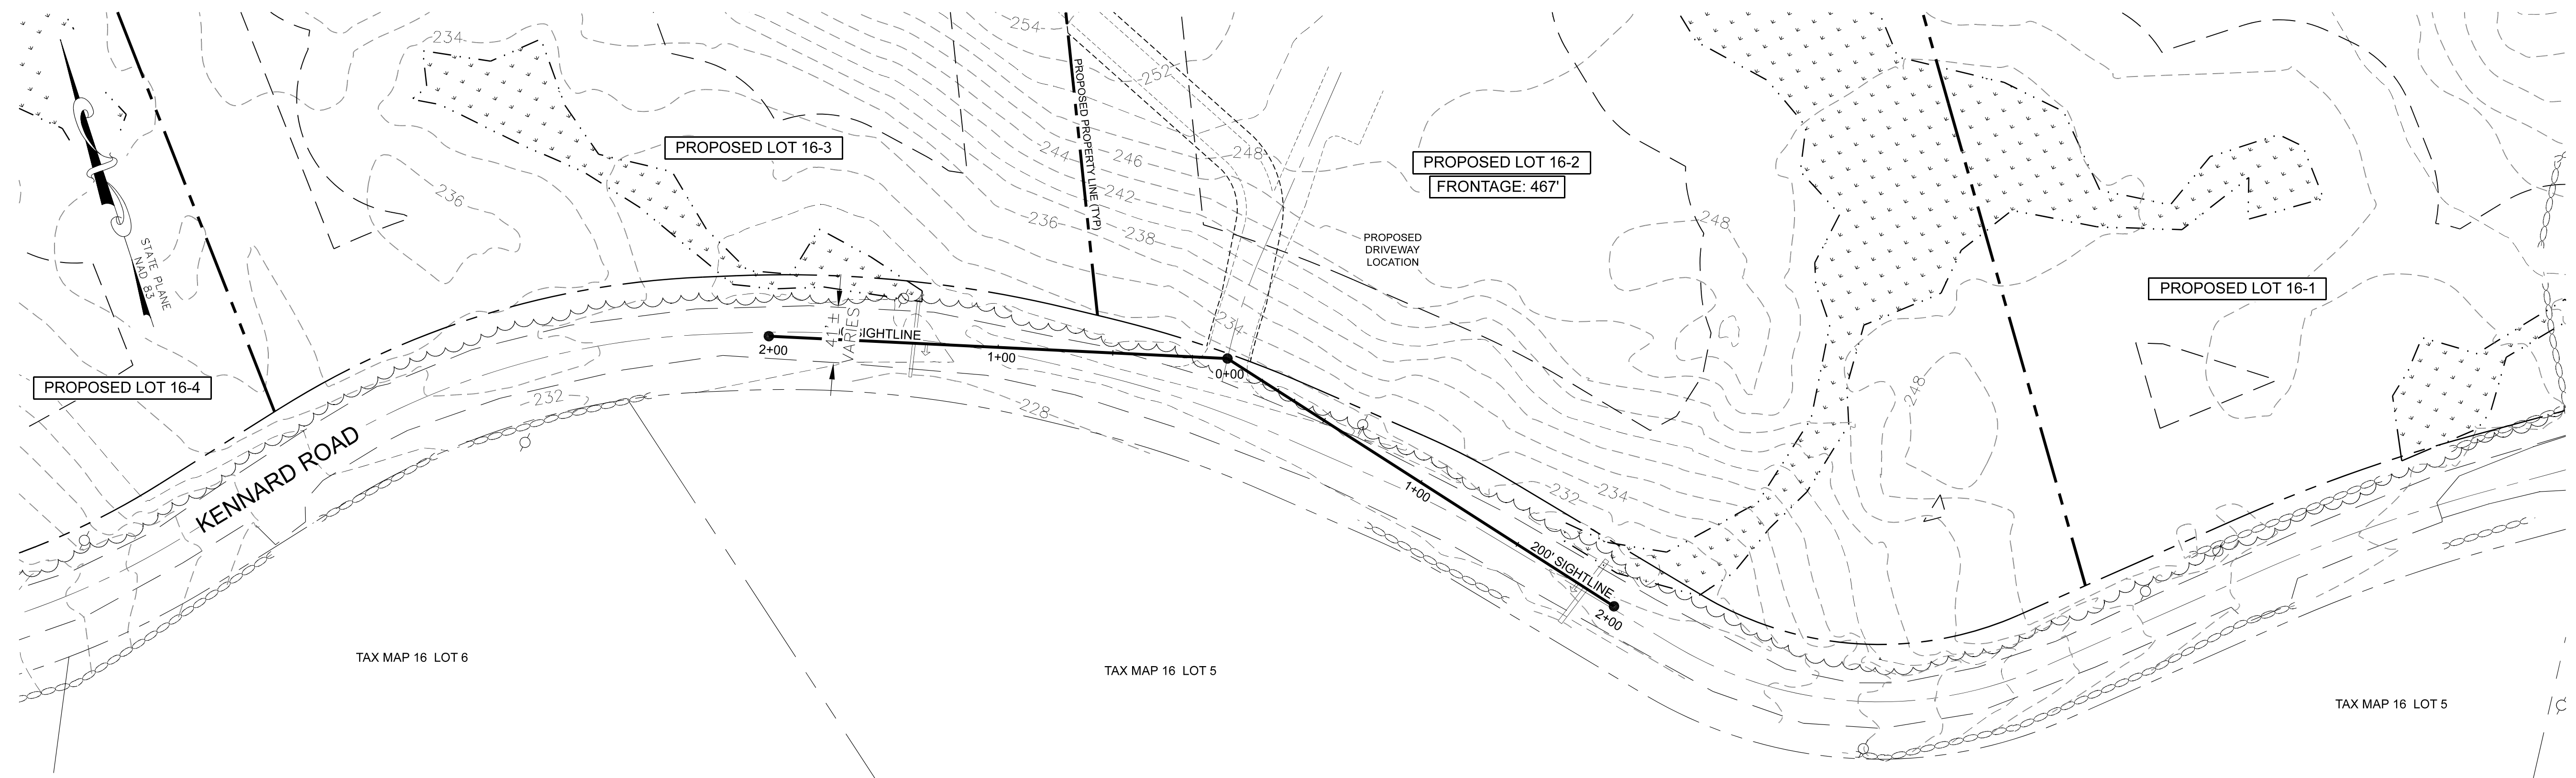 254
252
234
PROPOSED LOT 16-3
244
246
248
PROPOSED PROPERTY LINE (TYP)
PROPOSED LOT 16-2
FRONTAGE: 467'
236
242
236
238
248
PROPOSED
DRIVEWAY
LOCATION
STATE PLANE
NAD 83
PROPOSED LOT 16-1
41' ±
VARIES
SIGHTLINE
234
2+00
1+00
0+00
PROPOSED LOT 16-4
232
228
248
KENNARD ROAD
1+00
232
234
200' SIGHTLINE
2+00
TAX MAP 16 LOT 6
TAX MAP 16 LOT 5
TAX MAP 16 LOT 5